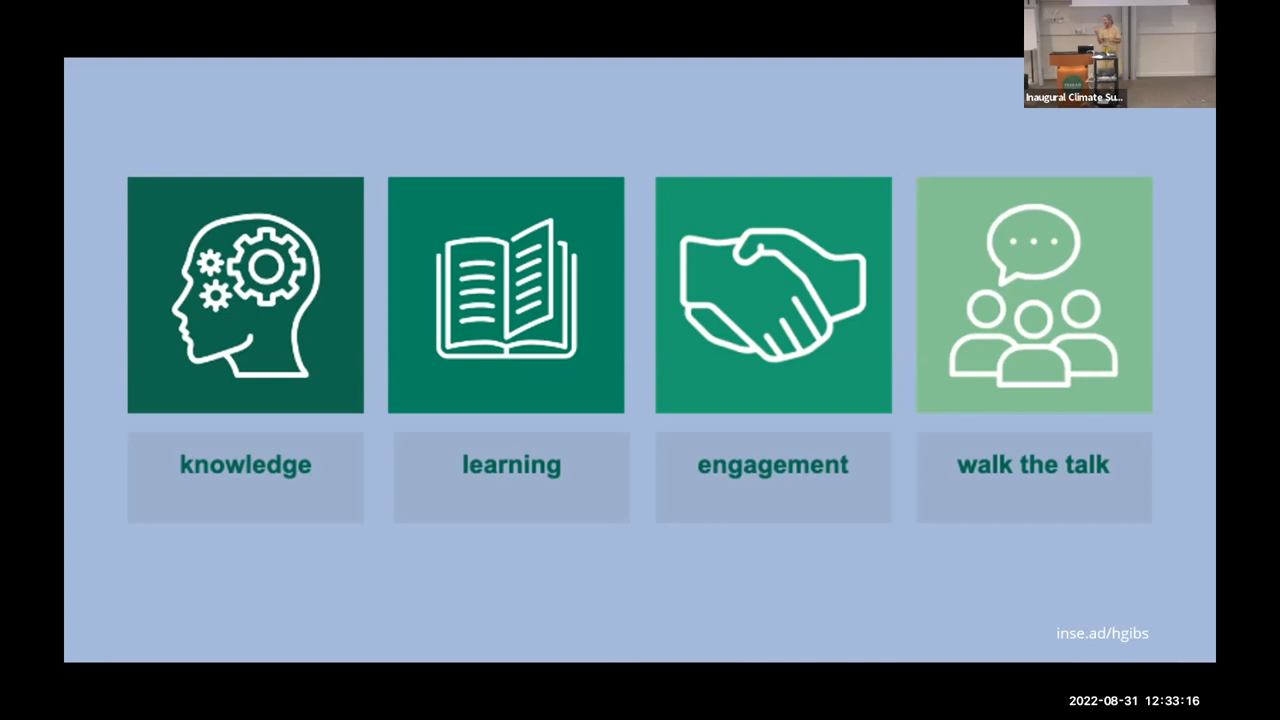 Inaugural Climate Su...
knowledge
learning
engagement
walk the talk
inse.ad/hgibs
2022-08-31 12:33:16